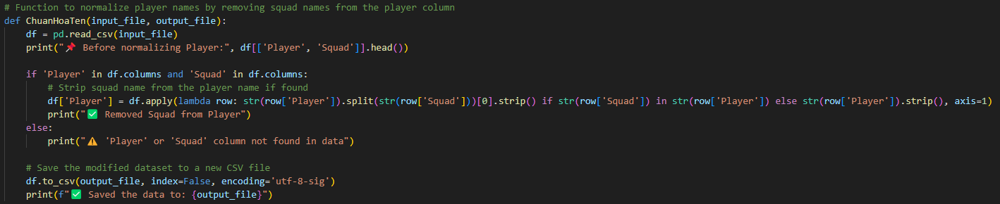 # Function to normalize player names by removing squad names from the player column
def ChuanHoaTen(input_file, output_file):
    df = pd.read_csv(input_file)
    print("📌 Before normalizing Player:", df[['Player', 'Squad']].head())

    if 'Player' in df.columns and 'Squad' in df.columns:
        # Strip squad name from the player name if found
        df['Player'] = df.apply(lambda row: str(row['Player']).split(str(row['Squad']))[0].strip() if str(row['Squad']) in str(row['Player']) else str(row['Player']).strip(), axis=1)
        print("✅ Removed Squad from Player")
    else:
        print("⚠️ 'Player' or 'Squad' column not found in data")

    # Save the modified dataset to a new CSV file
    df.to_csv(output_file, index=False, encoding='utf-8-sig')
    print(f"✅ Saved the data to: {output_file}")